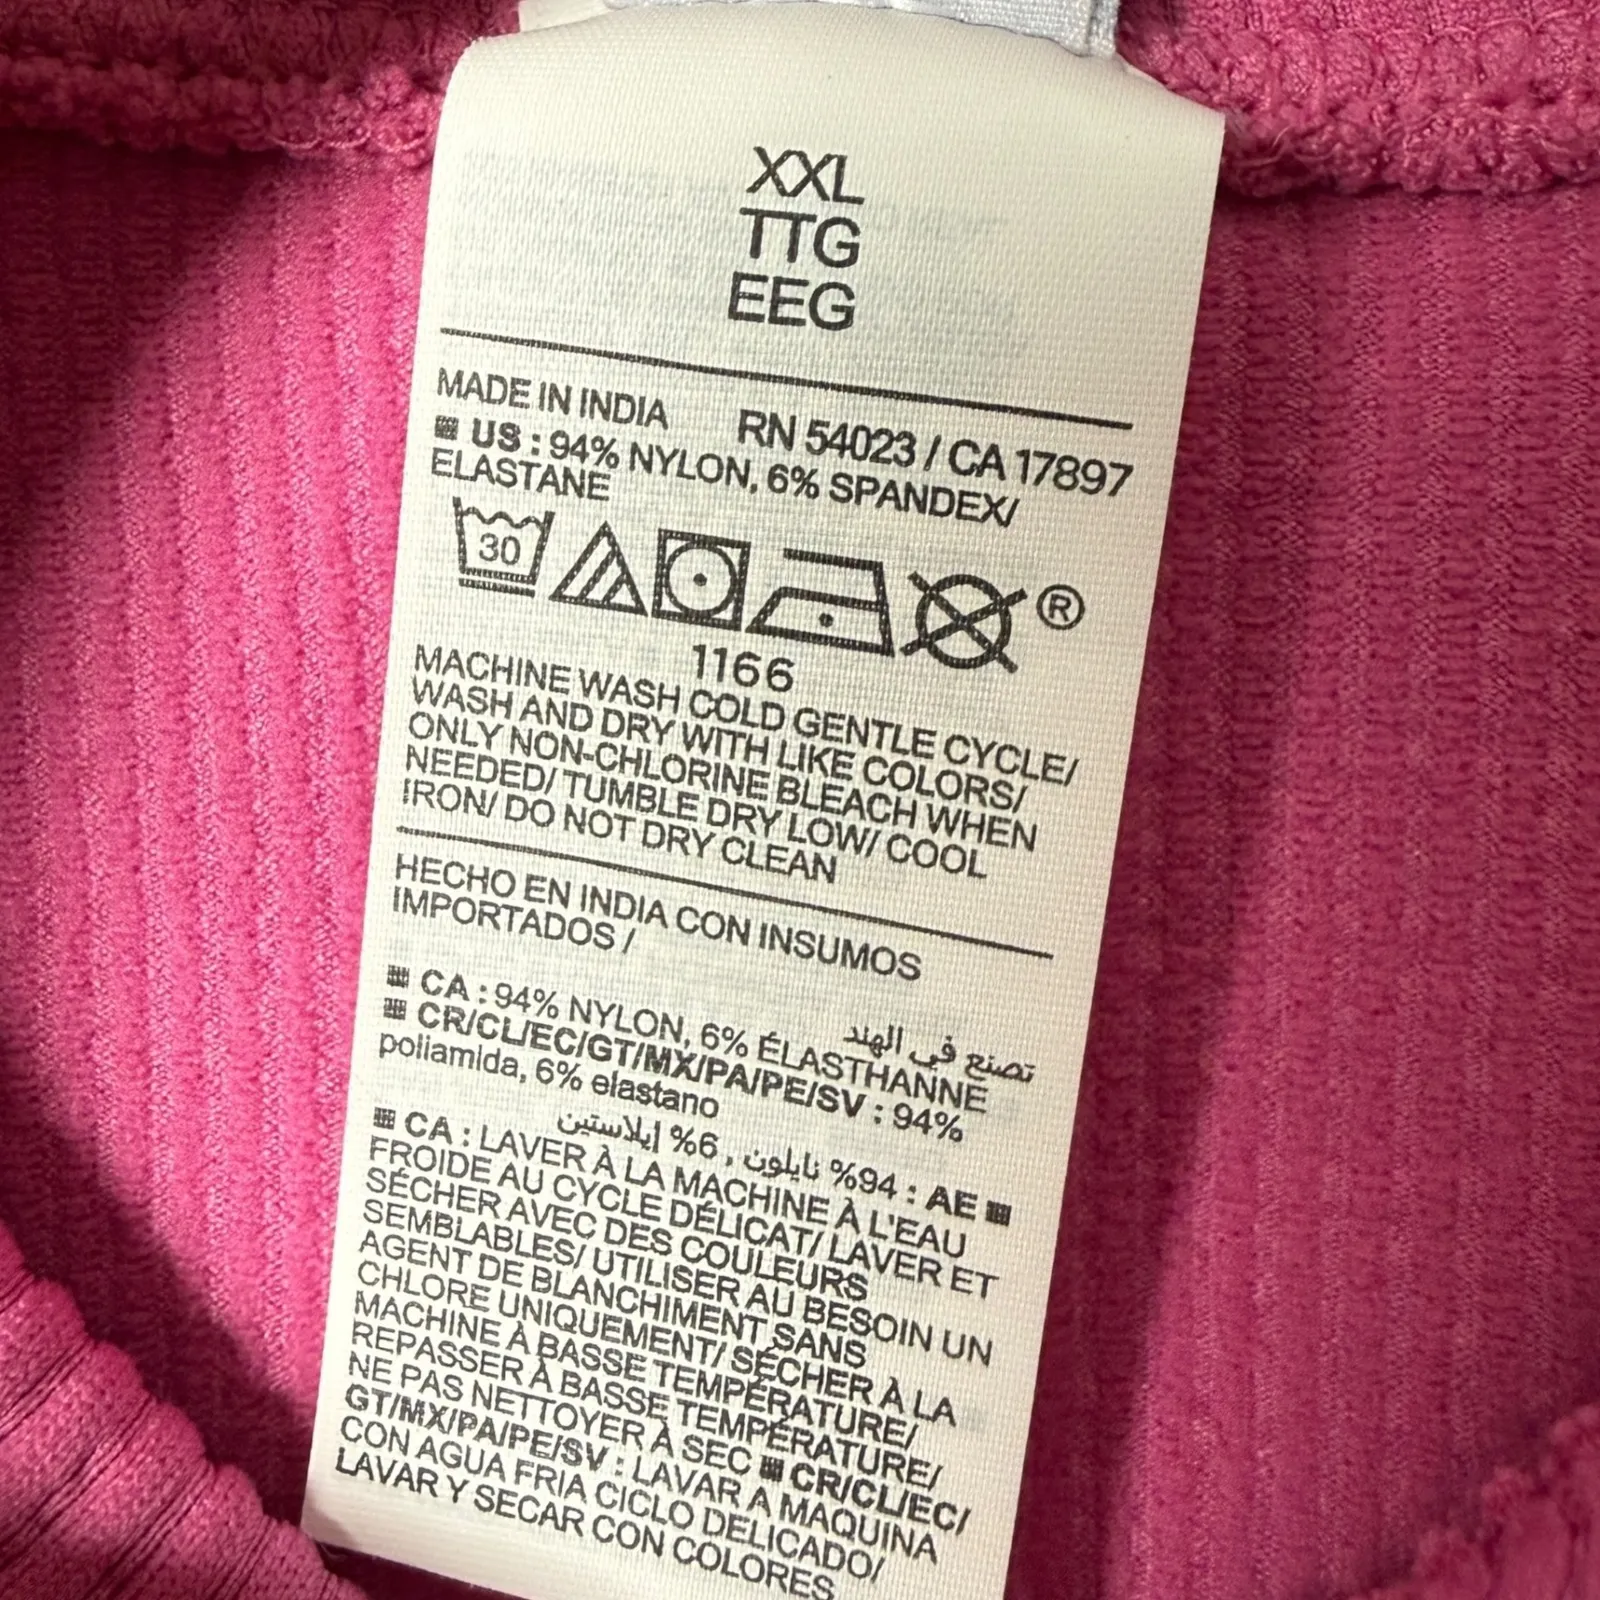 XXL
TTG
EEG
MADE IN INDIA RN 54023 / CA 17897
US : 94% NYLON, 6% SPANDEX/
ELASTANE
30
®
1166
MACHINE WASH COLD GENTLE CYCLE/
WASH AND DRY WITH LIKE COLORS/
ONLY NON-CHLORINE BLEACH WHEN
NEEDED/ TUMBLE DRY LOW/ COOL
IRON/ DO NOT DRY CLEAN
HECHO EN INDIA CON INSUMOS
IMPORTADOS /
تصنع في الهند
CA : 94% NYLON, 6% ÉLASTHANNE
CR/CL/EC/GT/MX/PA/PE/SV : 94%
poliamida, 6% elastano
AE : 94% نايلون , 6% ايلاستين
CA : LAVER À LA MACHINE À L'EAU
FROIDE AU CYCLE DÉLICAT/ LAVER ET
SÉCHER AVEC DES COULEURS
SEMBLABLES/ UTILISER AU BESOIN UN
AGENT DE BLANCHIMENT SANS
CHLORE UNIQUEMENT/ SÉCHER À LA
MACHINE À BASSE TEMPÉRATURE/
REPASSER À BASSE TEMPÉRATURE/
NE PAS NETTOYER À SEC CR/CL/EC/
GT/MX/PA/PE/SV : LAVAR A MAQUINA
CON AGUA FRIA CICLO DELICADO/
LAVAR Y SECAR CON COLORES